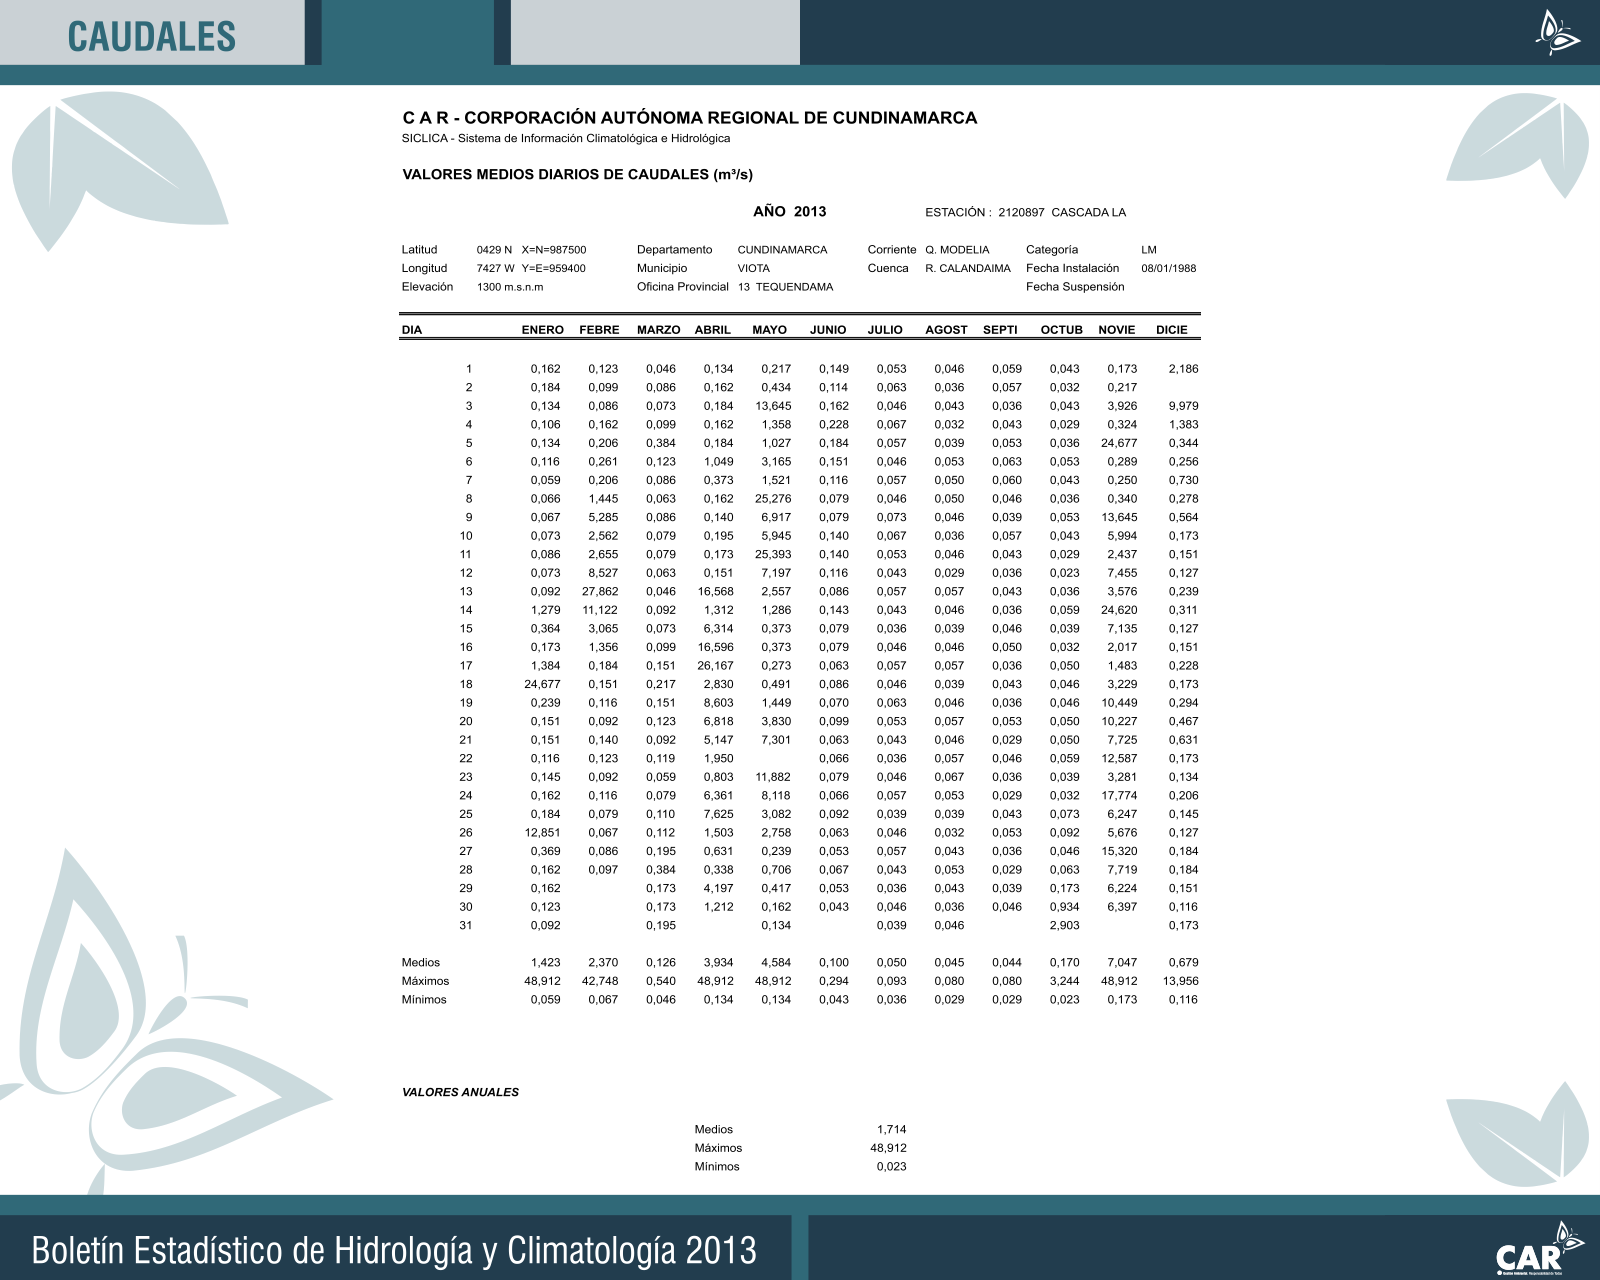 CAUDALES
C A R - CORPORACIÓN AUTÓNOMA REGIONAL DE CUNDINAMARCA
SICLICA - Sistema de Información Climatológica e Hidrológica
VALORES MEDIOS DIARIOS DE CAUDALES (m³/s)
AÑO 2013 ESTACIÓN : 2120897 CASCADA LA
Latitud 0429 N X=N=987500 Departamento CUNDINAMARCA Corriente Q. MODELIA Categoría LM
Longitud 7427 W Y=E=959400 Municipio VIOTA Cuenca R. CALANDAIMA Fecha Instalación 08/01/1988
Elevación 1300 m.s.n.m Oficina Provincial 13 TEQUENDAMA Fecha Suspensión
DIA ENERO FEBRE MARZO ABRIL MAYO JUNIO JULIO AGOST SEPTI OCTUB NOVIE DICIE
1 0,162 0,123 0,046 0,134 0,217 0,149 0,053 0,046 0,059 0,043 0,173 2,186
2 0,184 0,099 0,086 0,162 0,434 0,114 0,063 0,036 0,057 0,032 0,217
3 0,134 0,086 0,073 0,184 13,645 0,162 0,046 0,043 0,036 0,043 3,926 9,979
4 0,106 0,162 0,099 0,162 1,358 0,228 0,067 0,032 0,043 0,029 0,324 1,383
5 0,134 0,206 0,384 0,184 1,027 0,184 0,057 0,039 0,053 0,036 24,677 0,344
6 0,116 0,261 0,123 1,049 3,165 0,151 0,046 0,053 0,063 0,053 0,289 0,256
7 0,059 0,206 0,086 0,373 1,521 0,116 0,057 0,050 0,060 0,043 0,250 0,730
8 0,066 1,445 0,063 0,162 25,276 0,079 0,046 0,050 0,046 0,036 0,340 0,278
9 0,067 5,285 0,086 0,140 6,917 0,079 0,073 0,046 0,039 0,053 13,645 0,564
10 0,073 2,562 0,079 0,195 5,945 0,140 0,067 0,036 0,057 0,043 5,994 0,173
11 0,086 2,655 0,079 0,173 25,393 0,140 0,053 0,046 0,043 0,029 2,437 0,151
12 0,073 8,527 0,063 0,151 7,197 0,116 0,043 0,029 0,036 0,023 7,455 0,127
13 0,092 27,862 0,046 16,568 2,557 0,086 0,057 0,057 0,043 0,036 3,576 0,239
14 1,279 11,122 0,092 1,312 1,286 0,143 0,043 0,046 0,036 0,059 24,620 0,311
15 0,364 3,065 0,073 6,314 0,373 0,079 0,036 0,039 0,046 0,039 7,135 0,127
16 0,173 1,356 0,099 16,596 0,373 0,079 0,046 0,046 0,050 0,032 2,017 0,151
17 1,384 0,184 0,151 26,167 0,273 0,063 0,057 0,057 0,036 0,050 1,483 0,228
18 24,677 0,151 0,217 2,830 0,491 0,086 0,046 0,039 0,043 0,046 3,229 0,173
19 0,239 0,116 0,151 8,603 1,449 0,070 0,063 0,046 0,036 0,046 10,449 0,294
20 0,151 0,092 0,123 6,818 3,830 0,099 0,053 0,057 0,053 0,050 10,227 0,467
21 0,151 0,140 0,092 5,147 7,301 0,063 0,043 0,046 0,029 0,050 7,725 0,631
22 0,116 0,123 0,119 1,950 0,066 0,036 0,057 0,046 0,059 12,587 0,173
23 0,145 0,092 0,059 0,803 11,882 0,079 0,046 0,067 0,036 0,039 3,281 0,134
24 0,162 0,116 0,079 6,361 8,118 0,066 0,057 0,053 0,029 0,032 17,774 0,206
25 0,184 0,079 0,110 7,625 3,082 0,092 0,039 0,039 0,043 0,073 6,247 0,145
26 12,851 0,067 0,112 1,503 2,758 0,063 0,046 0,032 0,053 0,092 5,676 0,127
27 0,369 0,086 0,195 0,631 0,239 0,053 0,057 0,043 0,036 0,046 15,320 0,184
28 0,162 0,097 0,384 0,338 0,706 0,067 0,043 0,053 0,029 0,063 7,719 0,184
29 0,162 0,173 4,197 0,417 0,053 0,036 0,043 0,039 0,173 6,224 0,151
30 0,123 0,173 1,212 0,162 0,043 0,046 0,036 0,046 0,934 6,397 0,116
31 0,092 0,195 0,134 0,039 0,046 2,903 0,173
Medios 1,423 2,370 0,126 3,934 4,584 0,100 0,050 0,045 0,044 0,170 7,047 0,679
Máximos 48,912 42,748 0,540 48,912 48,912 0,294 0,093 0,080 0,080 3,244 48,912 13,956
Mínimos 0,059 0,067 0,046 0,134 0,134 0,043 0,036 0,029 0,029 0,023 0,173 0,116
VALORES ANUALES
Medios 1,714
Máximos 48,912
Mínimos 0,023
Boletín Estadístico de Hidrología y Climatología 2013
CAR